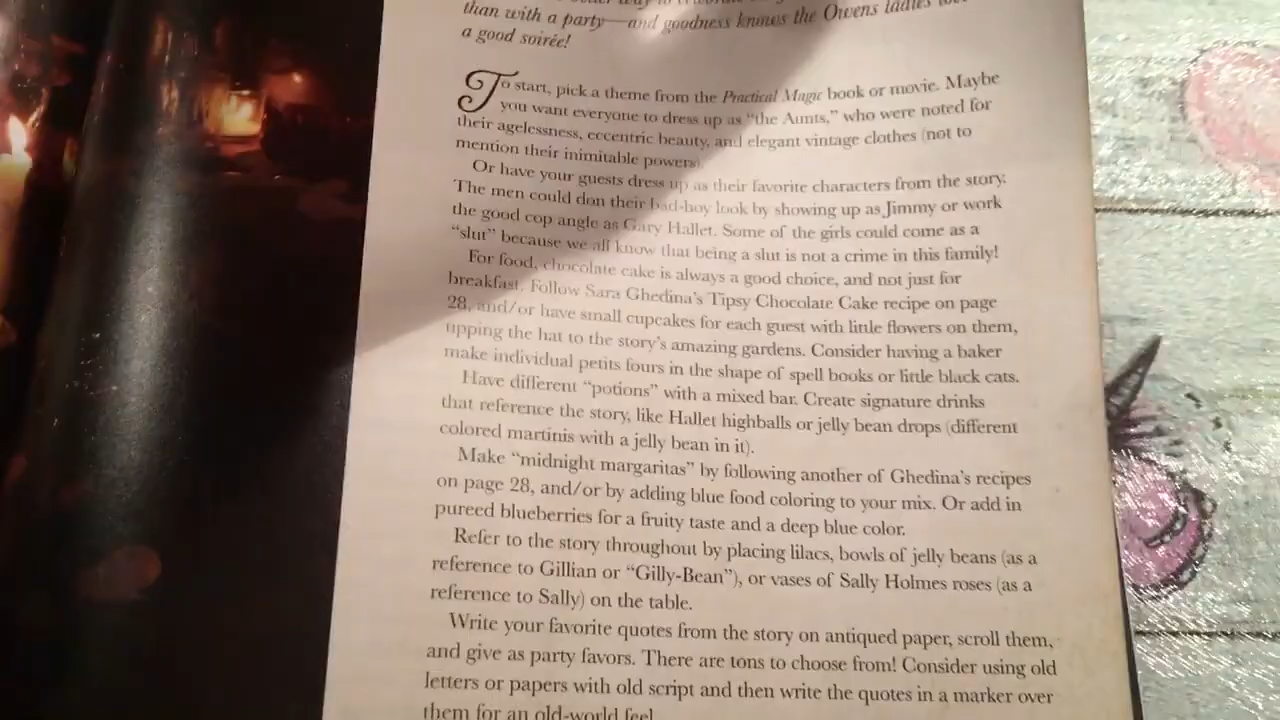 than with a party—and goodness knows the Owens ladies
a good soirée!
To start, pick a theme from the Practical Magic book or movie. Maybe
you want everyone to dress up as “the Aunts,” who were noted for
their agelessness, eccentric beauty, and elegant vintage clothes (not to
mention their inimitable powers)
Or have your guests dress up as their favorite characters from the story.
The men could don their bad-boy look by showing up as Jimmy or work
the good cop angle as Gary Hallet. Some of the girls could come as a
“slut” because we all know that being a slut is not a crime in this family!
For food, chocolate cake is always a good choice, and not just for
breakfast. Follow Sara Ghedina’s Tipsy Chocolate Cake recipe on page
28, and/or have small cupcakes for each guest with little flowers on them,
tipping the hat to the story’s amazing gardens. Consider having a baker
make individual petits fours in the shape of spell books or little black cats.
Have different “potions” with a mixed bar. Create signature drinks
that reference the story, like Hallet highballs or jelly bean drops (different
colored martinis with a jelly bean in it).
Make “midnight margaritas” by following another of Ghedina’s recipes
on page 28, and/or by adding blue food coloring to your mix. Or add in
pureed blueberries for a fruity taste and a deep blue color.
Refer to the story throughout by placing lilacs, bowls of jelly beans (as a
reference to Gillian or “Gilly-Bean”), or vases of Sally Holmes roses (as a
reference to Sally) on the table.
Write your favorite quotes from the story on antiqued paper, scroll them,
and give as party favors. There are tons to choose from! Consider using old
letters or papers with old script and then write the quotes in a marker over
them for an old-world feel